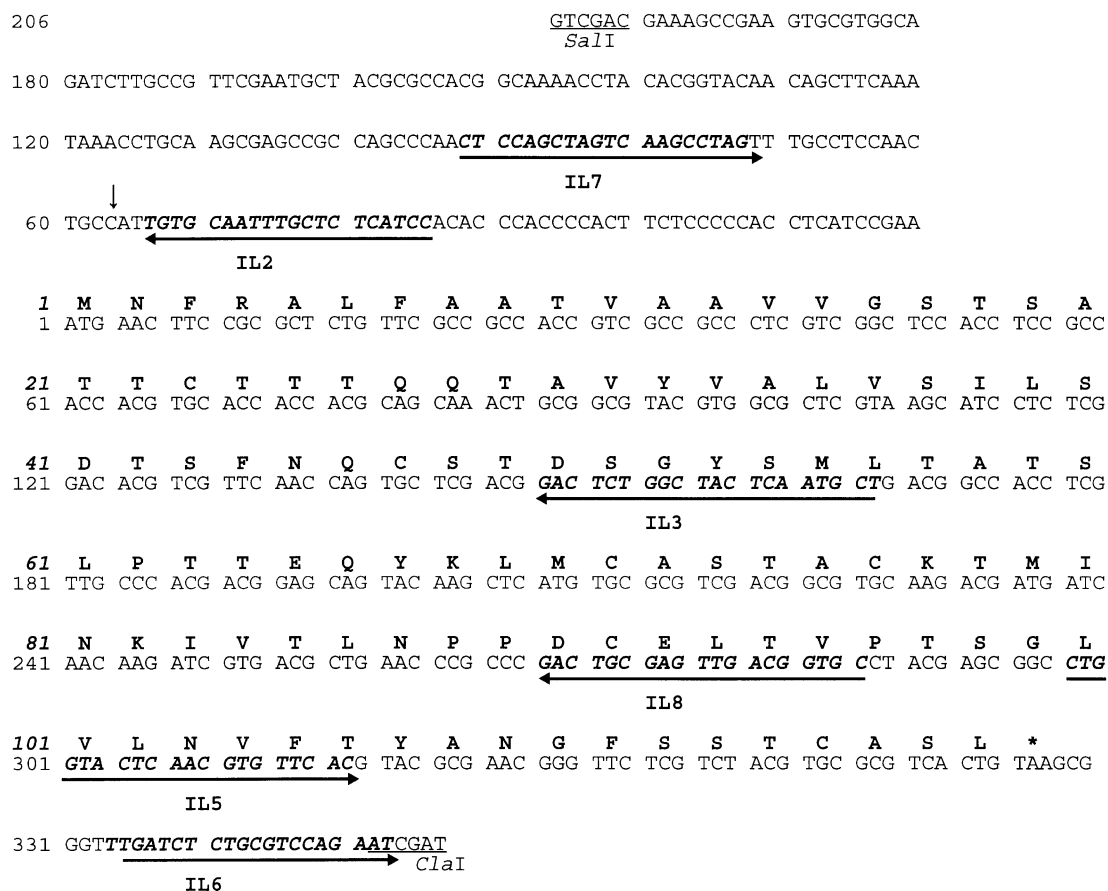 206 GTCGAC GAAAGCCGAA GTGCGTGGCA
SalI
180 GATCTTGCCG TTCGAATGCT ACGCGCCACG GCAAAACCTA CACGGTACAA CAGCTTCAAA
120 TAAACCTGCA AGCGAGCCGC CAGCCCAACT CCAGCTAGTC AAGCCTAGTT TGCCTCCAAC
IL7
↓
60 TGCCATTGTG CAATTTGCTC TCATCCACAC CCACCCCACT TCTCCCCCAC CTCATCCGAA
IL2
1 M N F R A L F A A T V A A V V G S T S A
1 ATG AAC TTC CGC GCT CTG TTC GCC GCC ACC GTC GCC GCC CTC GTC GGC TCC ACC TCC GCC
21 T T C T T T Q Q T A V Y V A L V S I L S
61 ACC ACG TGC ACC ACC ACG CAG CAA ACT GCG GCG TAC GTG GCG CTC GTA AGC ATC CTC TCG
41 D T S F N Q C S T D S G Y S M L T A T S
121 GAC ACG TCG TTC AAC CAG TGC TCG ACG GAC TCT GGC TAC TCA ATG CTG ACG GCC ACC TCG
IL3
61 L P T T E Q Y K L M C A S T A C K T M I
181 TTG CCC ACG ACG GAG CAG TAC AAG CTC ATG TGC GCG TCG ACG GCG TGC AAG ACG ATG ATC
81 N K I V T L N P P D C E L T V P T S G L
241 AAC AAG ATC GTG ACG CTG AAC CCG CCC GAC TGC GAG TTG ACG GTG CCT ACG AGC GGC CTG
IL8
101 V L N V F T Y A N G F S S T C A S L *
301 GTA CTC AAC GTG TTC ACG TAC GCG AAC GGG TTC TCG TCT ACG TGC GCG TCA CTG TAAGCG
IL5
331 GGTTTGATCT CTGCGTCCAG AATCGAT
ClaI
IL6